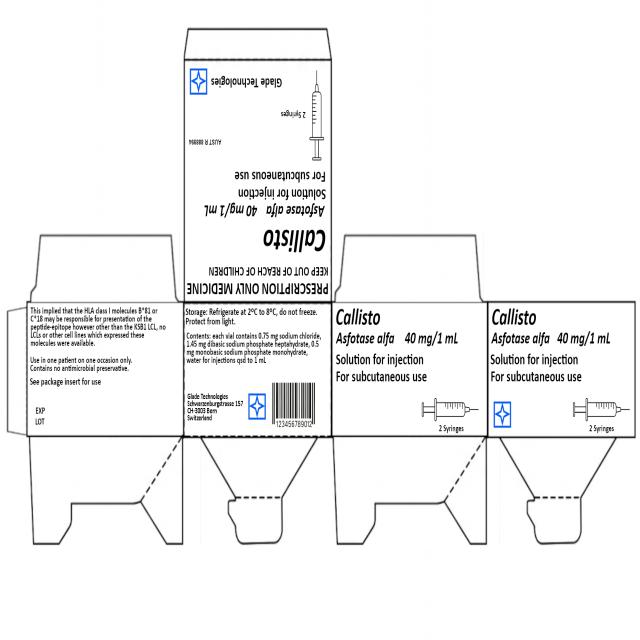 Glade Technologies
2 Syringes
AUST R 888894
For subcutaneous use
Solution for injection
Asfotase alfa 40 mg/1 mL
Callisto
KEEP OUT OF REACH OF CHILDREN
PRESCRIPTION ONLY MEDICINE
This implied that the HLA class I molecules B*81 or
C*18 may be responsible for presentation of the
peptide-epitope however other than the KSB1 LCL, no
LCLs or other cell lines which expressed these
molecules were available.
Use in one patient on one occasion only.
Contains no antimicrobial preservative.
See package insert for use
EXP
LOT
Storage: Refrigerate at 2°C to 8°C, do not freeze.
Protect from light.
Contents: each vial contains 0.75 mg sodium chloride,
1.45 mg dibasic sodium phosphate heptahydrate, 0.5
mg monobasic sodium phosphate monohydrate,
water for injections qsd to 1 mL
Glade Technologies
Schwarzenburgstrasse 157
CH-3003 Bern
Switzerland
123456789012
Callisto
Asfotase alfa 40 mg/1 mL
Solution for injection
For subcutaneous use
2 Syringes
Callisto
Asfotase alfa 40 mg/1 mL
Solution for injection
For subcutaneous use
2 Syringes